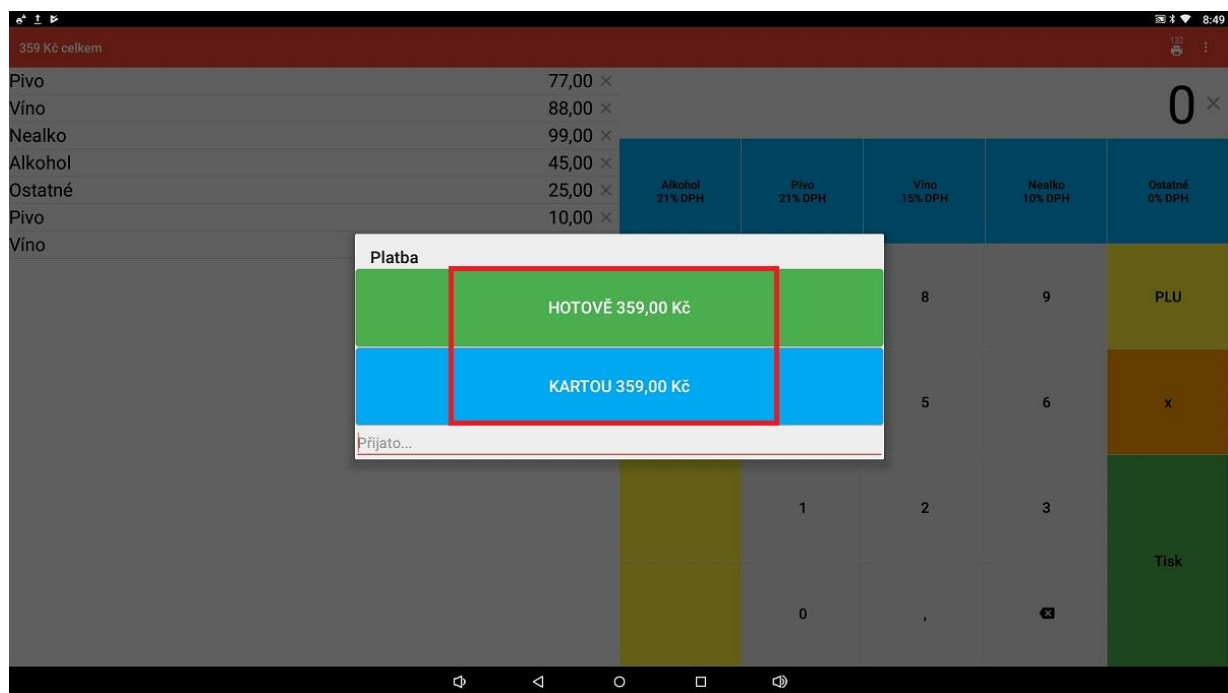 8:49
359 Kč celkem
132
Pivo 77,00 ×
Víno 88,00 ×
Nealko 99,00 ×
Alkohol 45,00 ×
Ostatné 25,00 ×
Pivo 10,00 ×
Víno
0 ×
Alkohol
21% DPH
Pivo
21% DPH
Víno
15% DPH
Nealko
10% DPH
Ostatné
0% DPH
Platba
HOTOVĚ 359,00 Kč
KARTOU 359,00 Kč
Přijato...
8 9 PLU
5 6 x
1 2 3
Tisk
0 ,